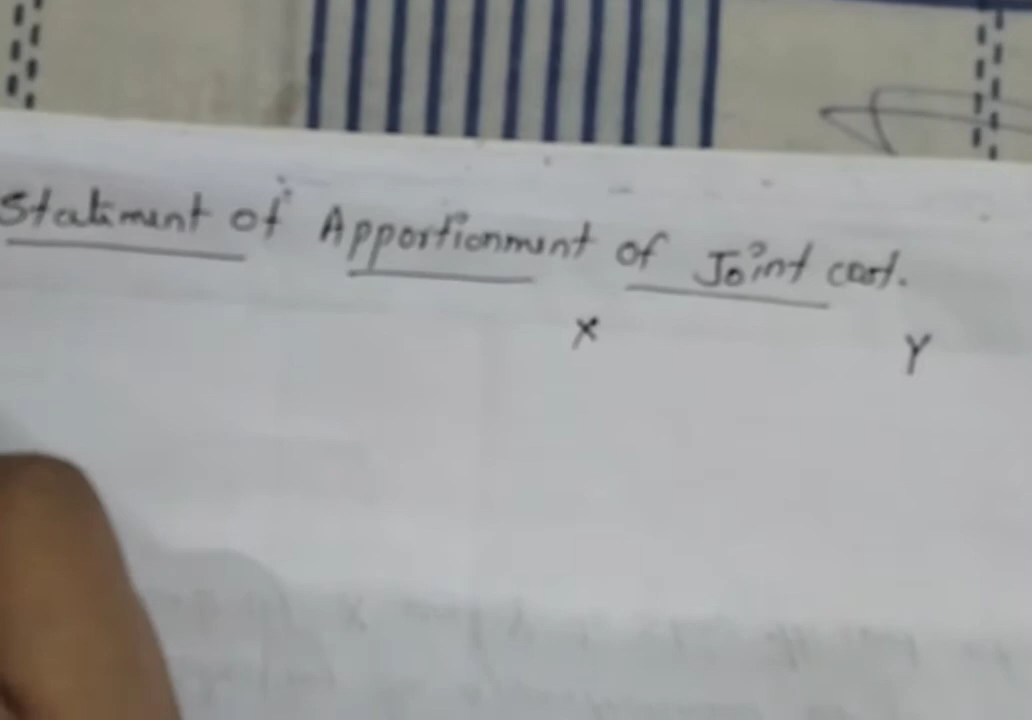 Statement of Apportionment of Joint cost.
X Y